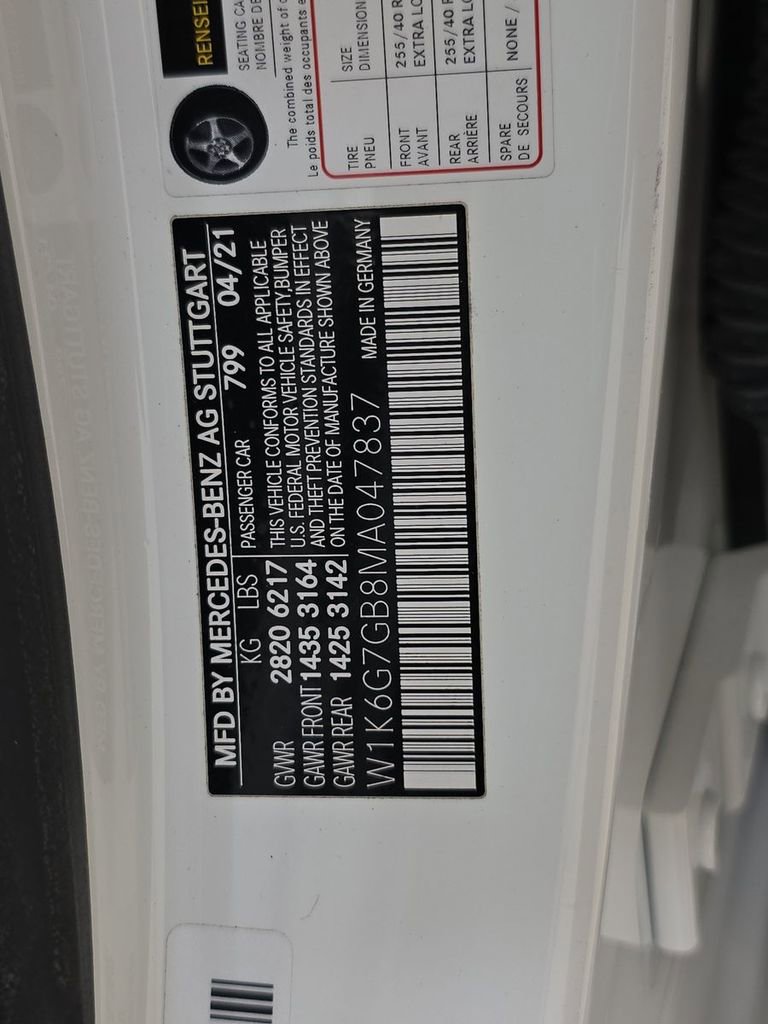 MFD BY MERCEDES-BENZ AG STUTTGART
KG LBS PASSENGER CAR 799 04/21
GVWR 2820 6217 THIS VEHICLE CONFORMS TO ALL APPLICABLE
GAWR FRONT 1435 3164 U.S. FEDERAL MOTOR VEHICLE SAFETY,BUMPER
GAWR REAR 1425 3142 AND THEFT PREVENTION STANDARDS IN EFFECT
ON THE DATE OF MANUFACTURE SHOWN ABOVE
W1K6G7GB8MA047837 MADE IN GERMANY
RENSEI
SEATING CA
NOMBRE DE
The combined weight of
Le poids total des occupants
TIRE SIZE
PNEU DIMENSION
FRONT 255/40 R
AVANT EXTRA LO
REAR 255/40 R
ARRIÈRE EXTRA LO
SPARE NONE /
DE SECOURS